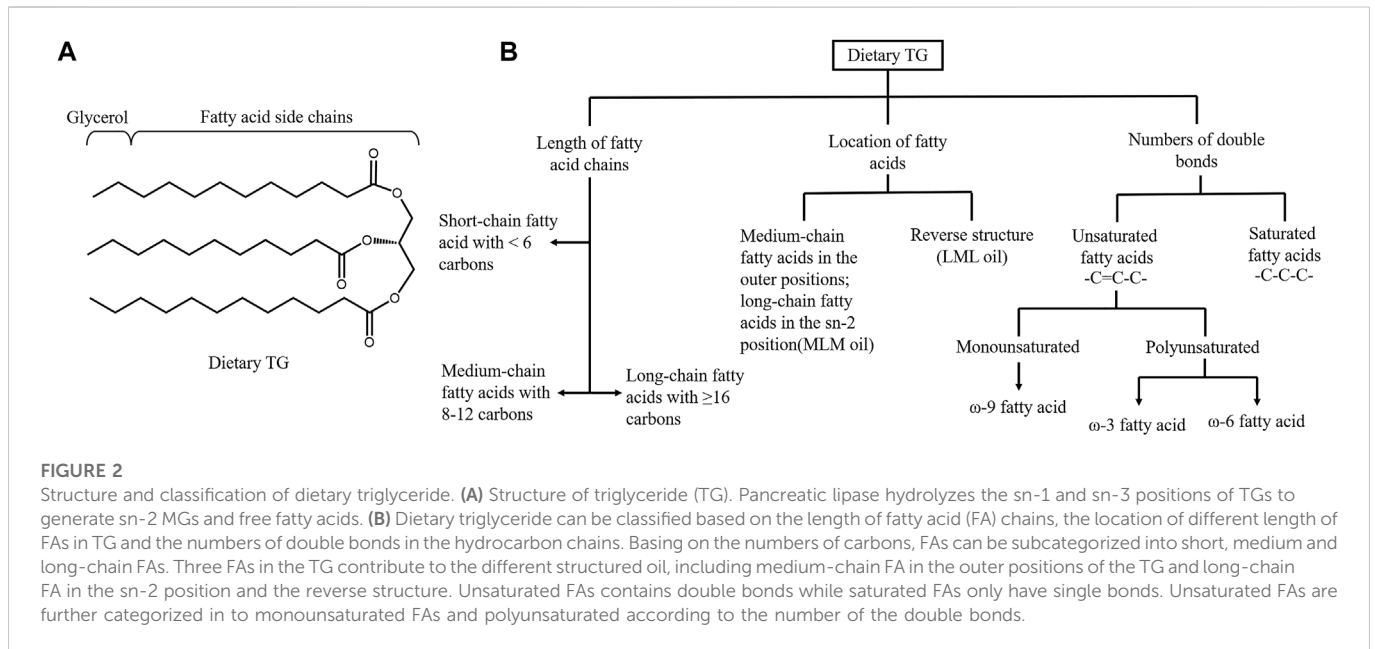 A
Glycerol
Fatty acid side chains
O
O
O
O
O
O
Dietary TG
B
Dietary TG
Length of fatty
acid chains
Short-chain fatty
acid with < 6
carbons
Medium-chain
fatty acids with
8-12 carbons
Long-chain fatty
acids with ≥16
carbons
Location of fatty
acids
Medium-chain
fatty acids in the
outer positions;
long-chain fatty
acids in the sn-2
position(MLM oil)
Reverse structure
(LML oil)
Numbers of double
bonds
Unsaturated
fatty acids
-C=C-C-
Saturated
fatty acids
-C-C-C-
Monounsaturated
Polyunsaturated
ω-9 fatty acid
ω-3 fatty acid
ω-6 fatty acid
FIGURE 2
Structure and classification of dietary triglyceride. (A) Structure of triglyceride (TG). Pancreatic lipase hydrolyzes the sn-1 and sn-3 positions of TGs to
generate sn-2 MGs and free fatty acids. (B) Dietary triglyceride can be classified based on the length of fatty acid (FA) chains, the location of different length of
FAs in TG and the numbers of double bonds in the hydrocarbon chains. Basing on the numbers of carbons, FAs can be subcategorized into short, medium and
long-chain FAs. Three FAs in the TG contribute to the different structured oil, including medium-chain FA in the outer positions of the TG and long-chain
FA in the sn-2 position and the reverse structure. Unsaturated FAs contains double bonds while saturated FAs only have single bonds. Unsaturated FAs are
further categorized in to monounsaturated FAs and polyunsaturated according to the number of the double bonds.